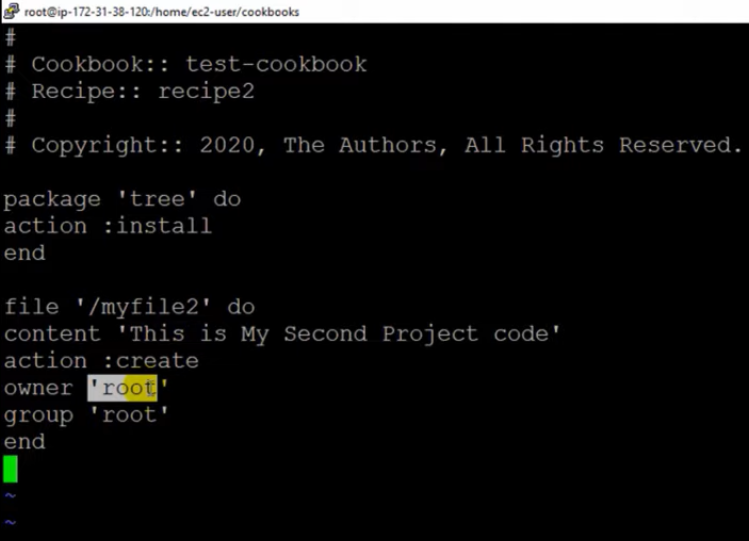 root@ip-172-31-38-120:/home/ec2-user/cookbooks
#
# Cookbook:: test-cookbook
# Recipe:: recipe2
#
# Copyright:: 2020, The Authors, All Rights Reserved.
package 'tree' do
action :install
end
file '/myfile2' do
content 'This is My Second Project code'
action :create
owner 'root'
group 'root'
end
~
~